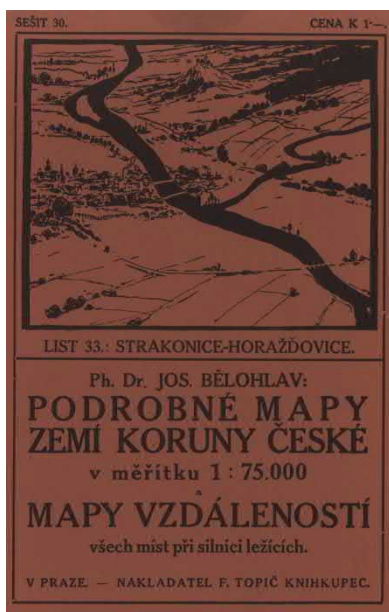 SEŠIT 30. CENA K 1·—.
LIST 33.: STRAKONICE-HORAŽĎOVICE.
Ph. Dr. JOS. BĚLOHLAV:
PODROBNÉ MAPY
ZEMÍ KORUNY ČESKÉ
v měřítku 1 : 75.000
a
MAPY VZDÁLENOSTÍ
všech míst při silnici ležících.
V PRAZE. — NAKLADATEL F. TOPIČ KNIHKUPEC.